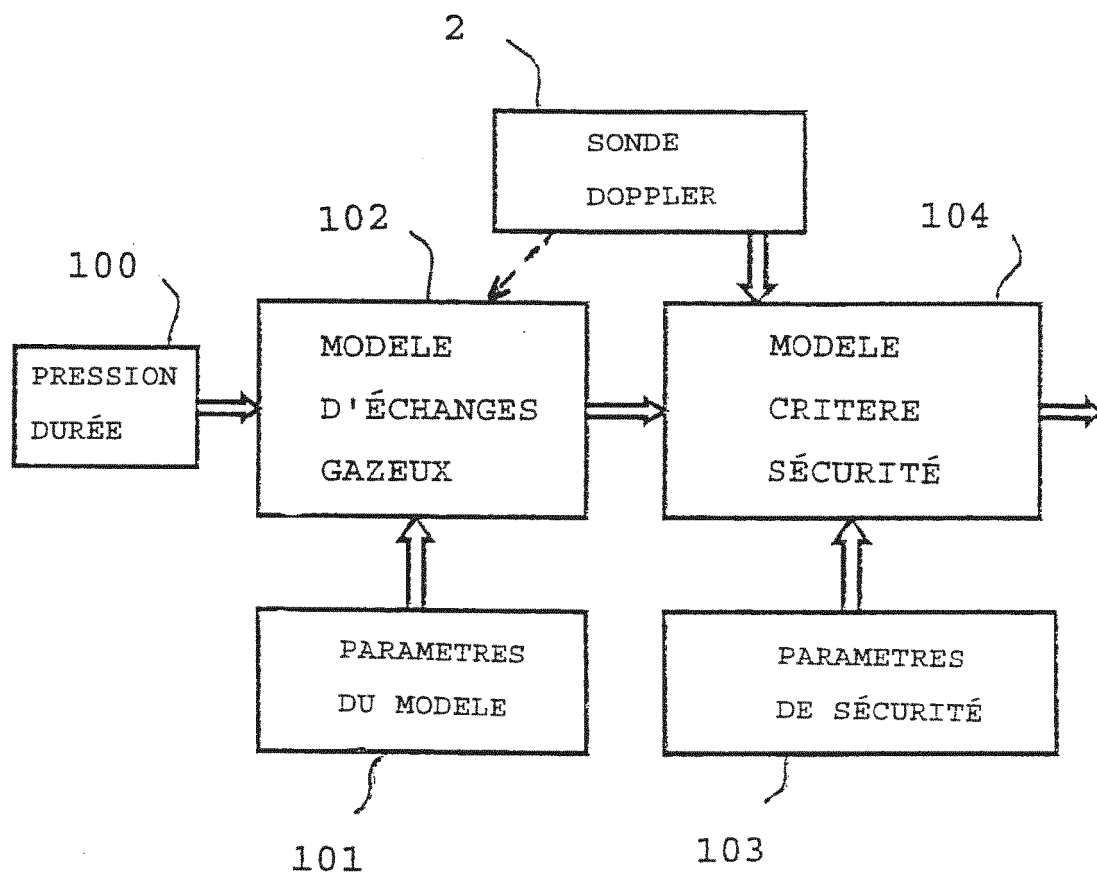 2
SONDE
DOPPLER
102
104
100
MODELE
D'ÉCHANGES
GAZEUX
MODELE
CRITERE
SÉCURITÉ
PRESSION
DURÉE
PARAMETRES
DU MODELE
PARAMETRES
DE SÉCURITÉ
101
103